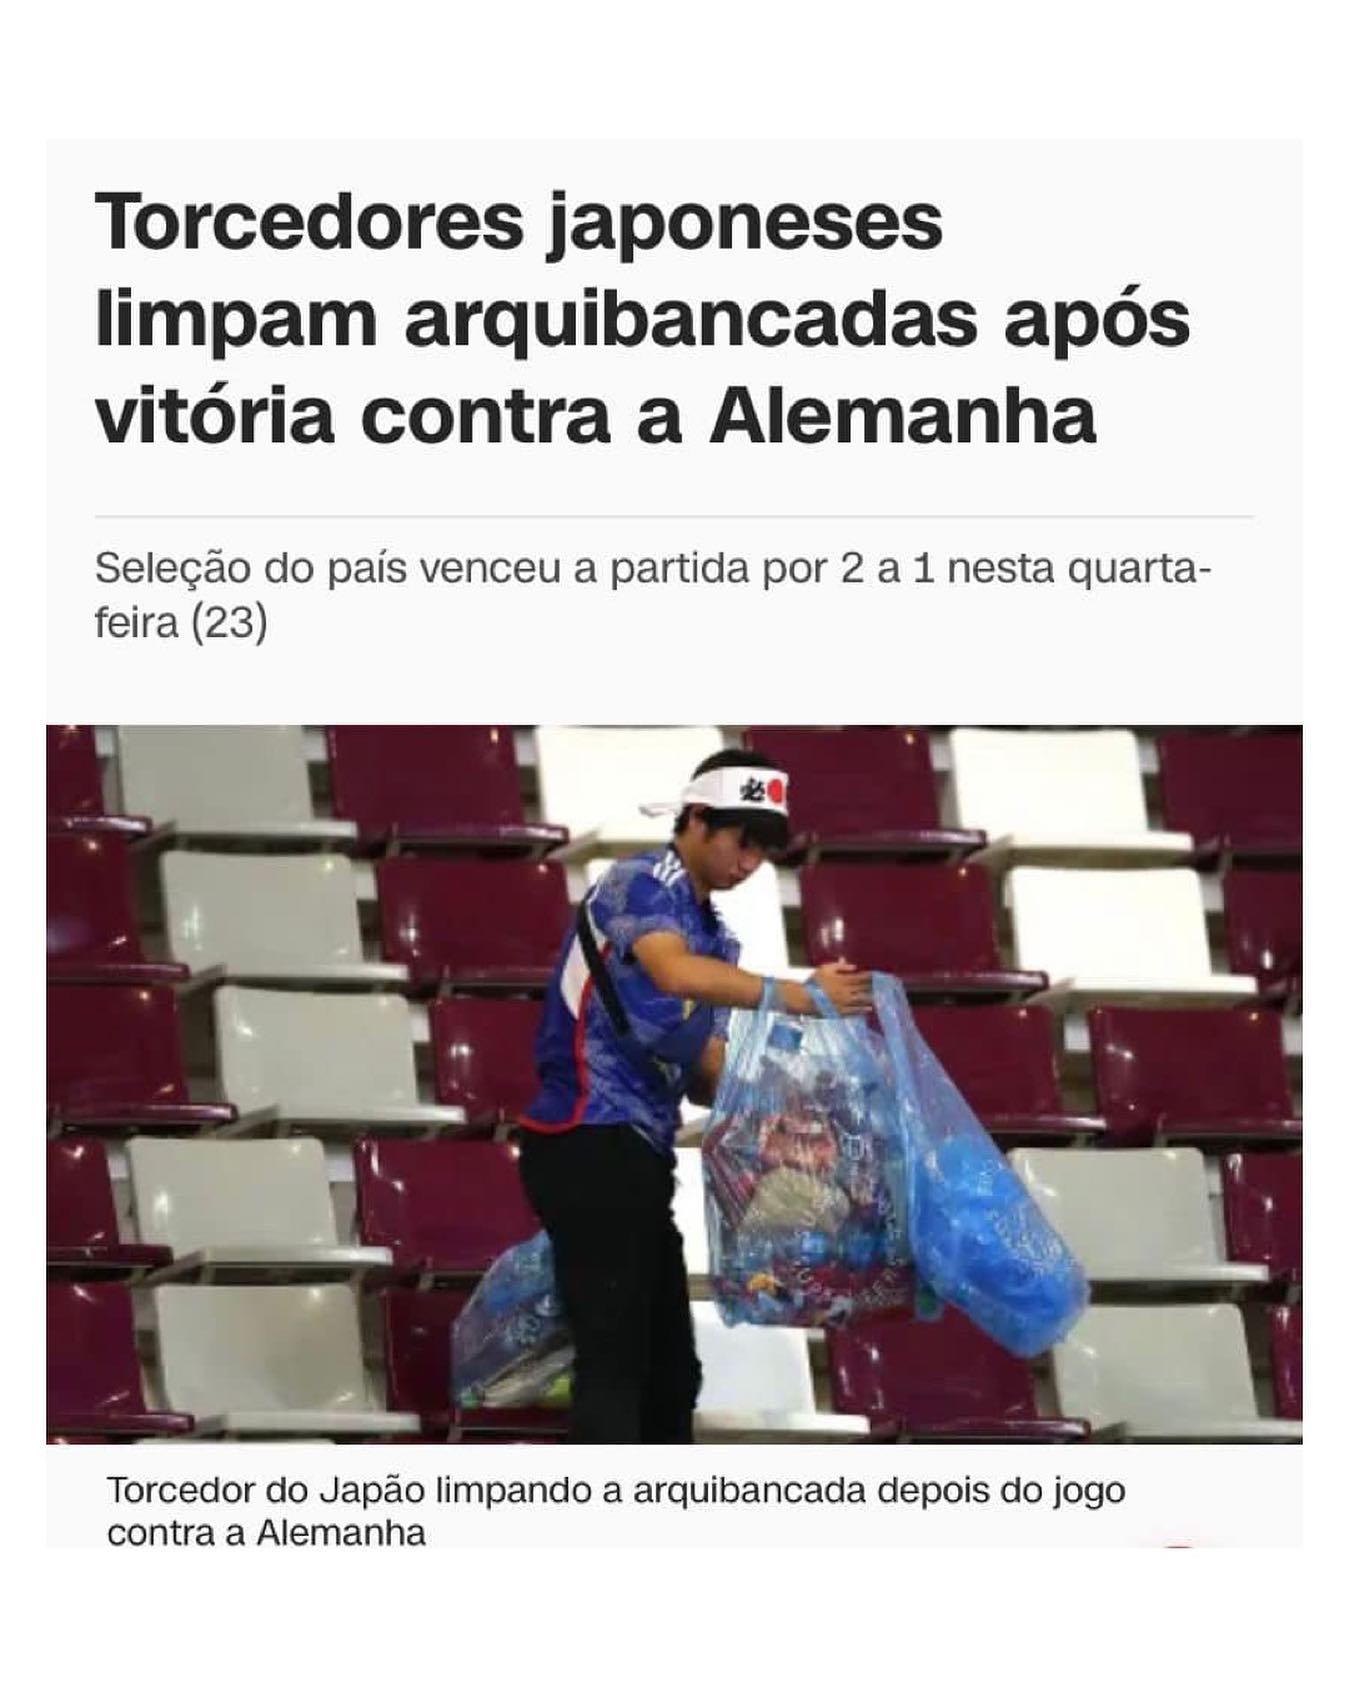 Torcedores japoneses
limpam arquibancadas após
vitória contra a Alemanha
Seleção do país venceu a partida por 2 a 1 nesta quarta-
feira (23)
必
Torcedor do Japão limpando a arquibancada depois do jogo
contra a Alemanha